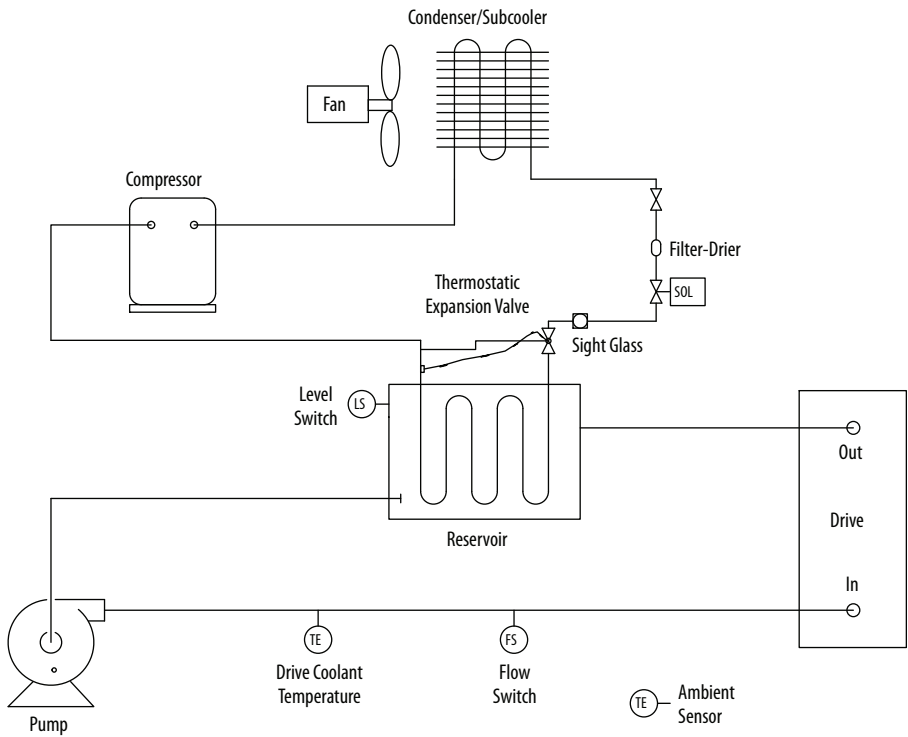 Condenser/Subcooler
Fan
Compressor
Filter-Drier
Thermostatic
Expansion Valve
SOL
Sight Glass
Level
Switch
LS
Out
Drive
In
Reservoir
TE
FS
Drive Coolant
Temperature
Flow
Switch
TE
Ambient
Sensor
Pump